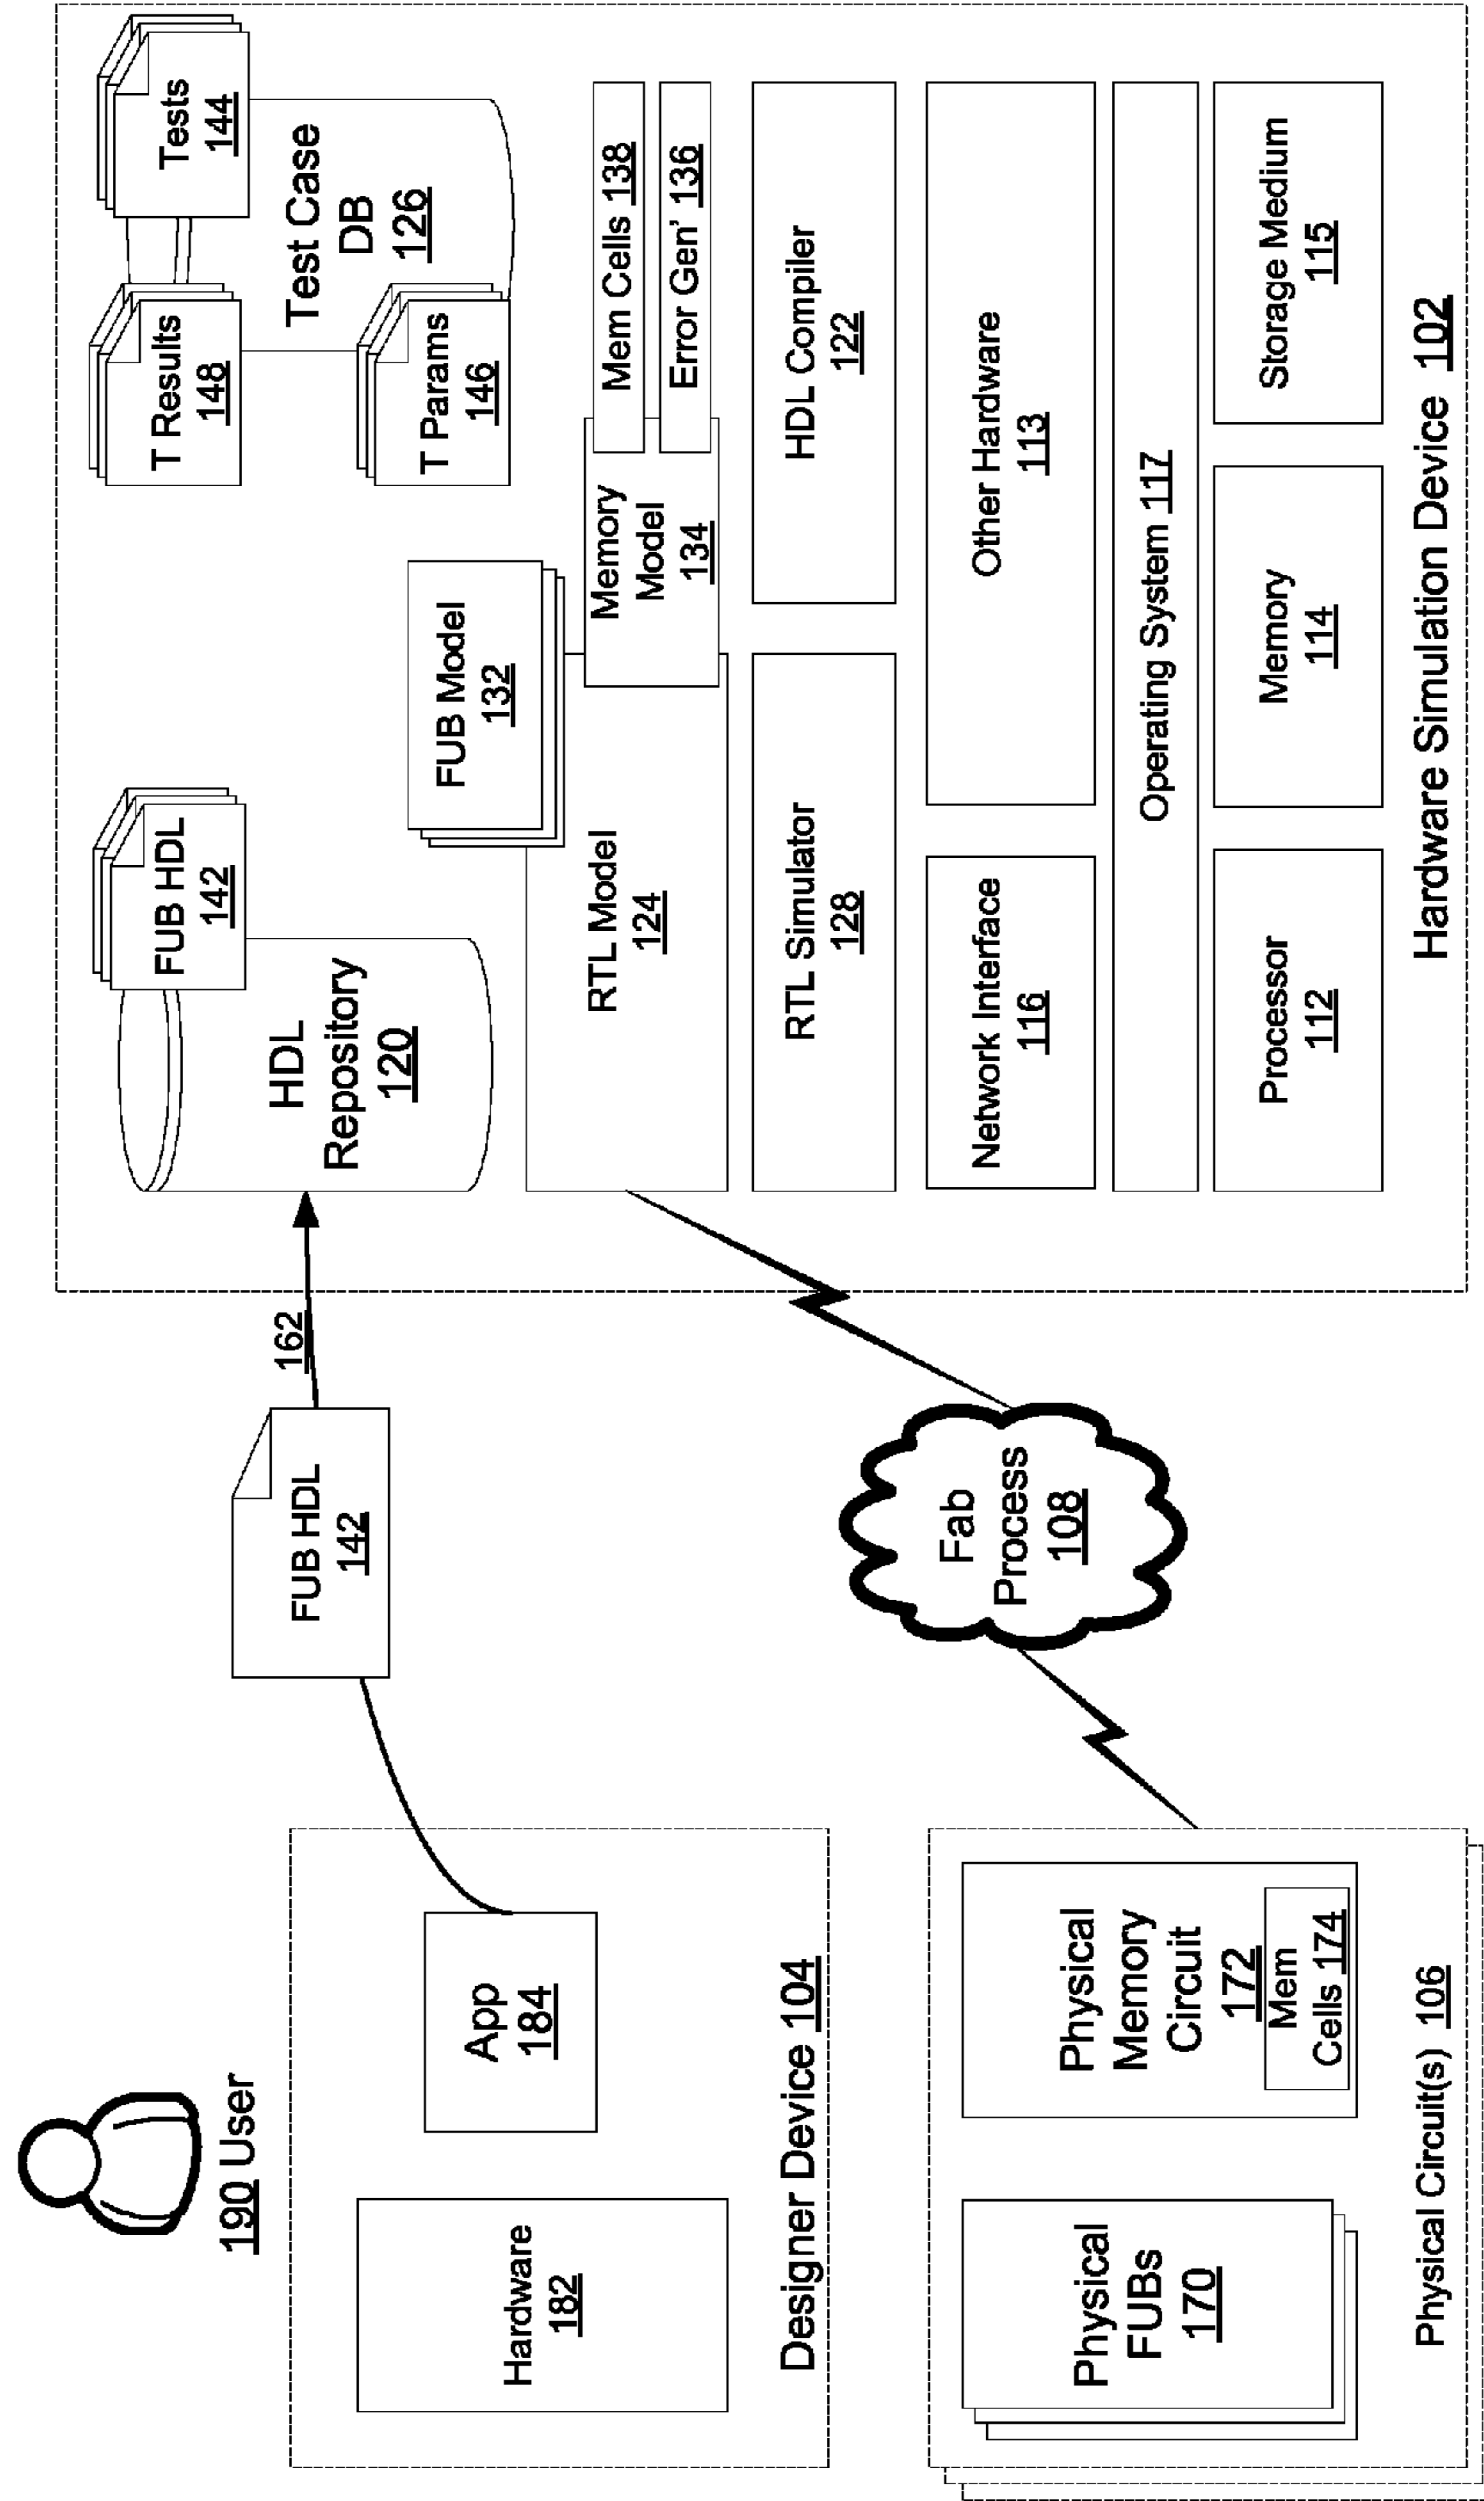 190 User
Hardware
182
App
184
Designer Device 104
FUB HDL
142
162
Physical
FUBs
170
Physical
Memory
Circuit
172
Mem
Cells 174
Physical Circuit(s) 106
Fab
Process
108
FUB HDL
142
HDL
Repository
120
T Results
148
Tests
144
Test Case
DB
126
T Params
146
FUB Model
132
RTL Model
124
Memory
Model
134
Mem Cells 138
Error Gen' 136
RTL Simulator
128
HDL Compiler
122
Network Interface
116
Other Hardware
113
Operating System 117
Processor
112
Memory
114
Storage Medium
115
Hardware Simulation Device 102